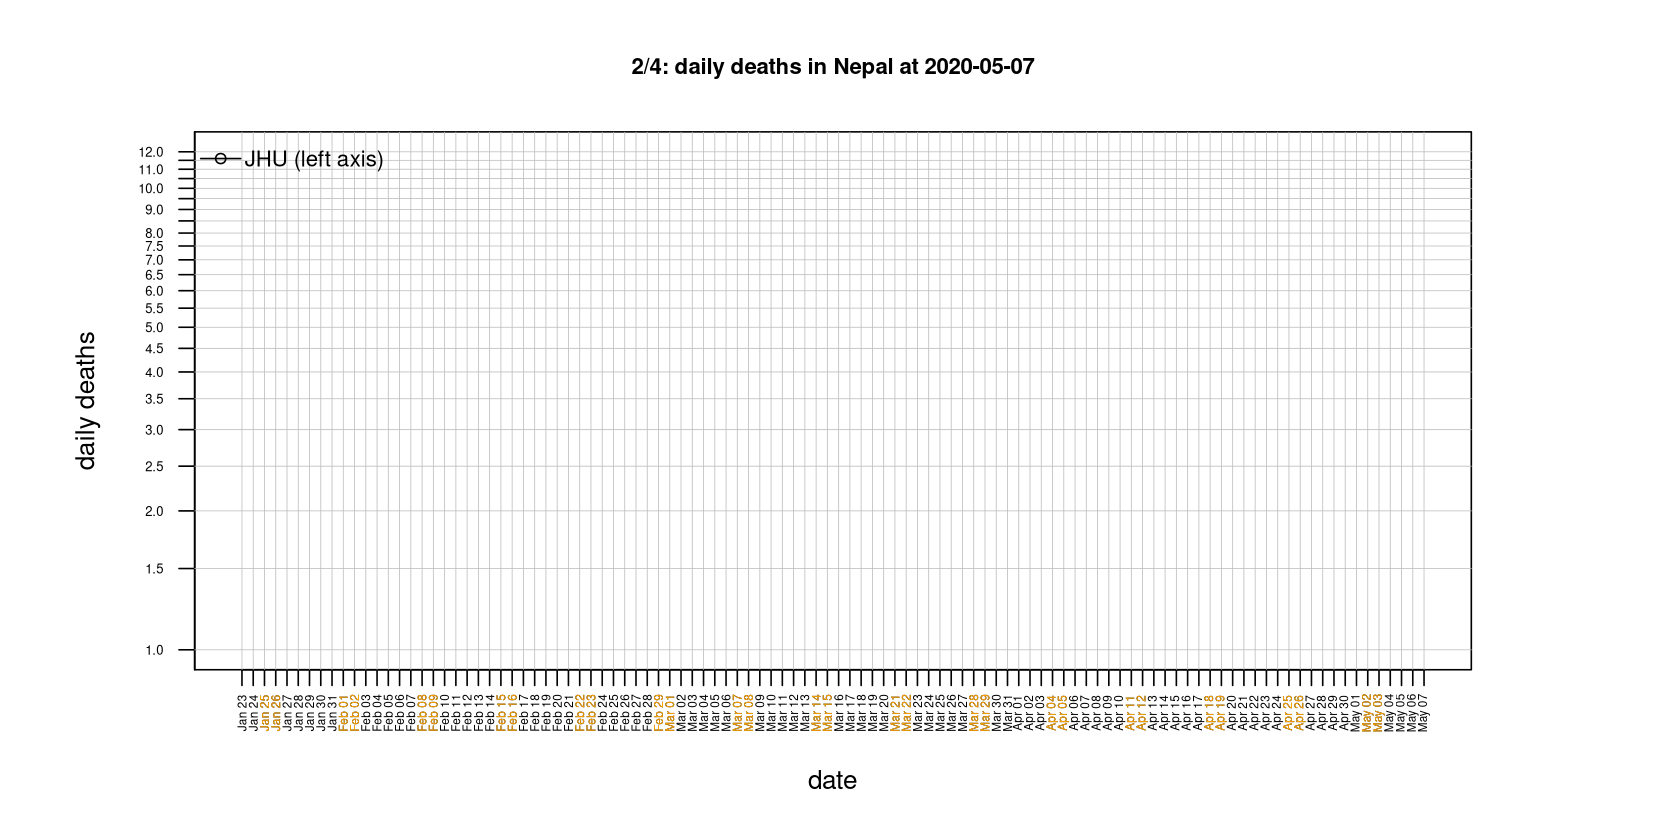 2/4: daily deaths in Nepal at 2020-05-07
JHU (left axis)
daily deaths
12.0
11.0
10.0
9.0
8.0
7.5
7.0
6.5
6.0
5.5
5.0
4.5
4.0
3.5
3.0
2.5
2.0
1.5
1.0
Jan 23
Jan 24
Jan 25
Jan 26
Jan 27
Jan 28
Jan 29
Jan 30
Jan 31
Feb 01
Feb 02
Feb 03
Feb 04
Feb 05
Feb 06
Feb 07
Feb 08
Feb 09
Feb 10
Feb 11
Feb 12
Feb 13
Feb 14
Feb 15
Feb 16
Feb 17
Feb 18
Feb 19
Feb 20
Feb 21
Feb 22
Feb 23
Feb 24
Feb 25
Feb 26
Feb 27
Feb 28
Feb 29
Mar 01
Mar 02
Mar 03
Mar 04
Mar 05
Mar 06
Mar 07
Mar 08
Mar 09
Mar 10
Mar 11
Mar 12
Mar 13
Mar 14
Mar 15
Mar 16
Mar 17
Mar 18
Mar 19
Mar 20
Mar 21
Mar 22
Mar 23
Mar 24
Mar 25
Mar 26
Mar 27
Mar 28
Mar 29
Mar 30
Mar 31
Apr 01
Apr 02
Apr 03
Apr 04
Apr 05
Apr 06
Apr 07
Apr 08
Apr 09
Apr 10
Apr 11
Apr 12
Apr 13
Apr 14
Apr 15
Apr 16
Apr 17
Apr 18
Apr 19
Apr 20
Apr 21
Apr 22
Apr 23
Apr 24
Apr 25
Apr 26
Apr 27
Apr 28
Apr 29
Apr 30
May 01
May 02
May 03
May 04
May 05
May 06
May 07
date